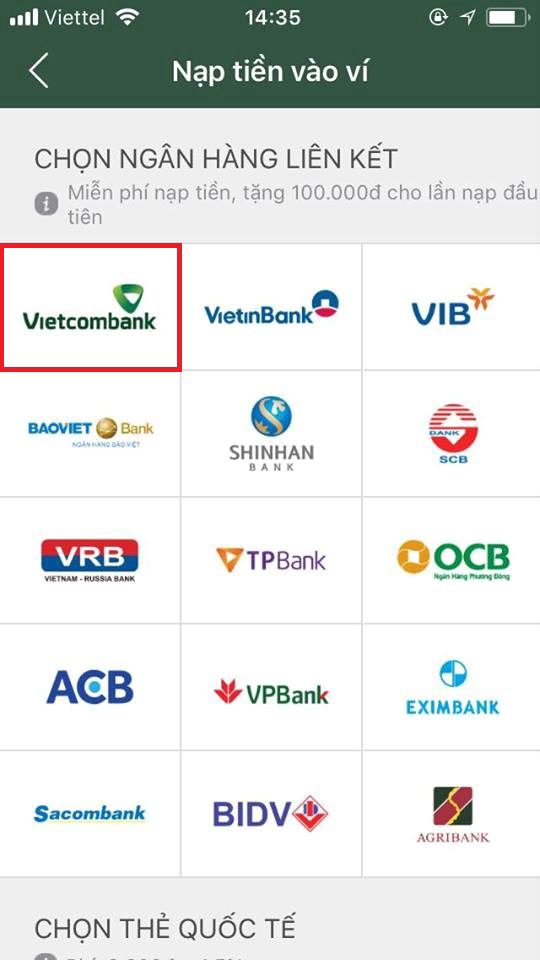 Viettel 14:35
Nạp tiền vào ví
CHỌN NGÂN HÀNG LIÊN KẾT
Miễn phí nạp tiền, tặng 100.000đ cho lần nạp đầu
tiên
Vietcombank VietinBank VIB
BAOVIET Bank
NGÂN HÀNG BẢO VIỆT
SHINHAN
BANK
BANK
SCB
VRB
VIETNAM - RUSSIA BANK
TPBank
OCB
Ngân Hàng Phương Đông
ACB VPBank EXIMBANK
Sacombank BIDV AGRIBANK
CHỌN THẺ QUỐC TẾ